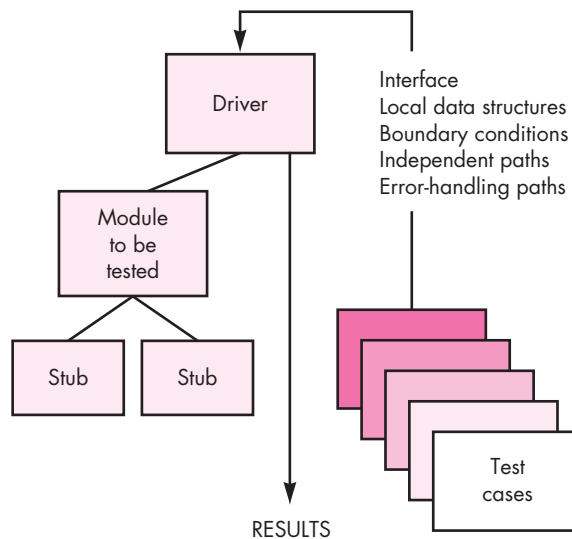 Driver
Interface
Local data structures
Boundary conditions
Independent paths
Error-handling paths
Module
to be
tested
Stub
Stub
Test
cases
RESULTS